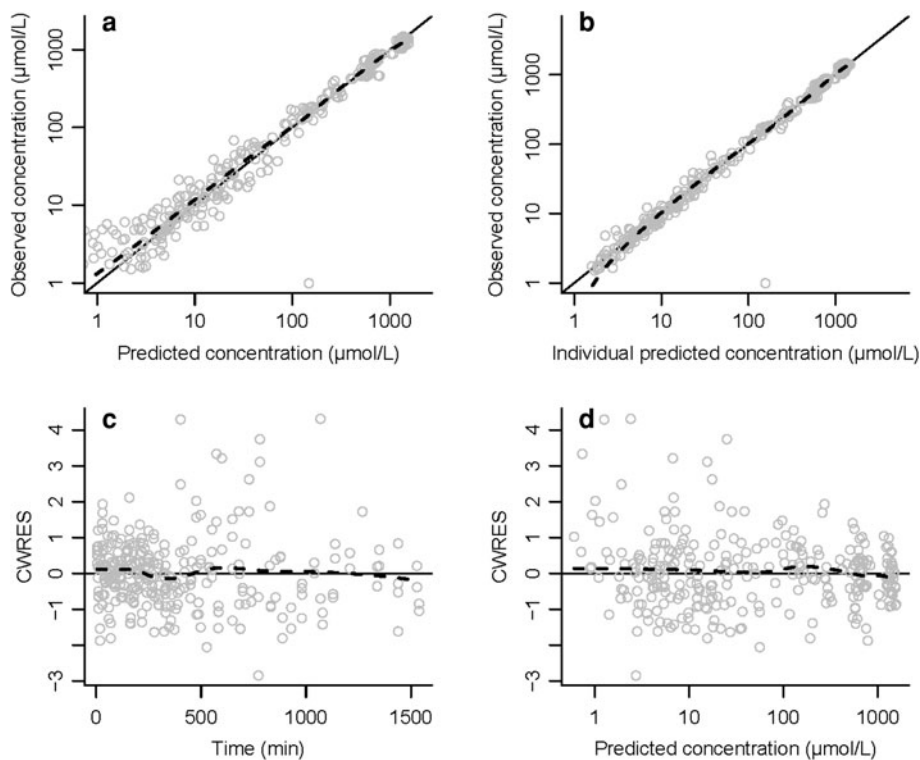 a
Observed concentration (µmol/L)
1000
100
10
1
1 10 100 1000
Predicted concentration (µmol/L)
b
Observed concentration (µmol/L)
1000
100
10
1
1 10 100 1000
Individual predicted concentration (µmol/L)
c
CWRES
4
3
2
1
0
-1
-3
0 500 1000 1500
Time (min)
d
CWRES
4
3
2
1
0
-1
-3
1 10 100 1000
Predicted concentration (µmol/L)